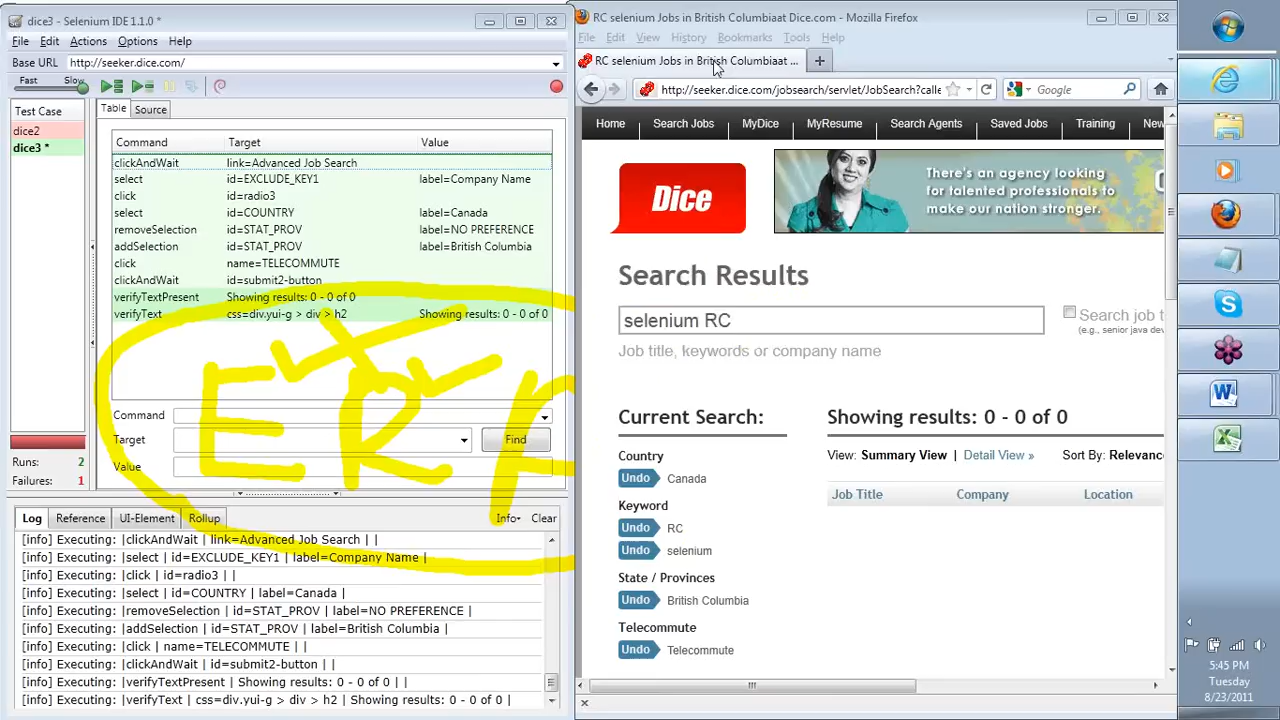 dice3 - Selenium IDE 1.1.0 *
File Edit Actions Options Help
Base URL http://seeker.dice.com/
Fast Slow
Test Case
dice2
dice3 *
Runs: 2
Failures: 1
Table Source
Command Target Value
clickAndWait link=Advanced Job Search
select id=EXCLUDE_KEY1 label=Company Name
click id=radio3
select id=COUNTRY label=Canada
removeSelection id=STAT_PROV label=NO PREFERENCE
addSelection id=STAT_PROV label=British Columbia
click name=TELECOMMUTE
clickAndWait id=submit2-button
verifyTextPresent Showing results: 0 - 0 of 0
verifyText css=div.yui-g > div > h2 Showing results: 0 - 0 of 0
Command
Target Find
Value
Log Reference UI-Element Rollup Info Clear
[info] Executing: |clickAndWait | link=Advanced Job Search | |
[info] Executing: |select | id=EXCLUDE_KEY1 | label=Company Name |
[info] Executing: |click | id=radio3 | |
[info] Executing: |select | id=COUNTRY | label=Canada |
[info] Executing: |removeSelection | id=STAT_PROV | label=NO PREFERENCE |
[info] Executing: |addSelection | id=STAT_PROV | label=British Columbia |
[info] Executing: |click | name=TELECOMMUTE | |
[info] Executing: |clickAndWait | id=submit2-button | |
[info] Executing: |verifyTextPresent | Showing results: 0 - 0 of 0 | |
[info] Executing: |verifyText | css=div.yui-g > div > h2 | Showing results: 0 - 0 of 0 |
RC selenium Jobs in British Columbiaat Dice.com - Mozilla Firefox
File Edit View History Bookmarks Tools Help
RC selenium Jobs in British Columbiaat ...
http://seeker.dice.com/jobsearch/servlet/JobSearch?calle Google
Home Search Jobs MyDice MyResume Search Agents Saved Jobs Training New
Dice
There's an agency looking
for talented professionals to
make our nation stronger.
Search Results
selenium RC
Search job t
(e.g., senior java dev
Job title, keywords or company name
Current Search:
Country
Undo Canada
Keyword
Undo RC
Undo selenium
State / Provinces
Undo British Columbia
Telecommute
Undo Telecommute
Showing results: 0 - 0 of 0
View: Summary View | Detail View » Sort By: Relevanc
Job Title Company Location
5:45 PM
Tuesday
8/23/2011